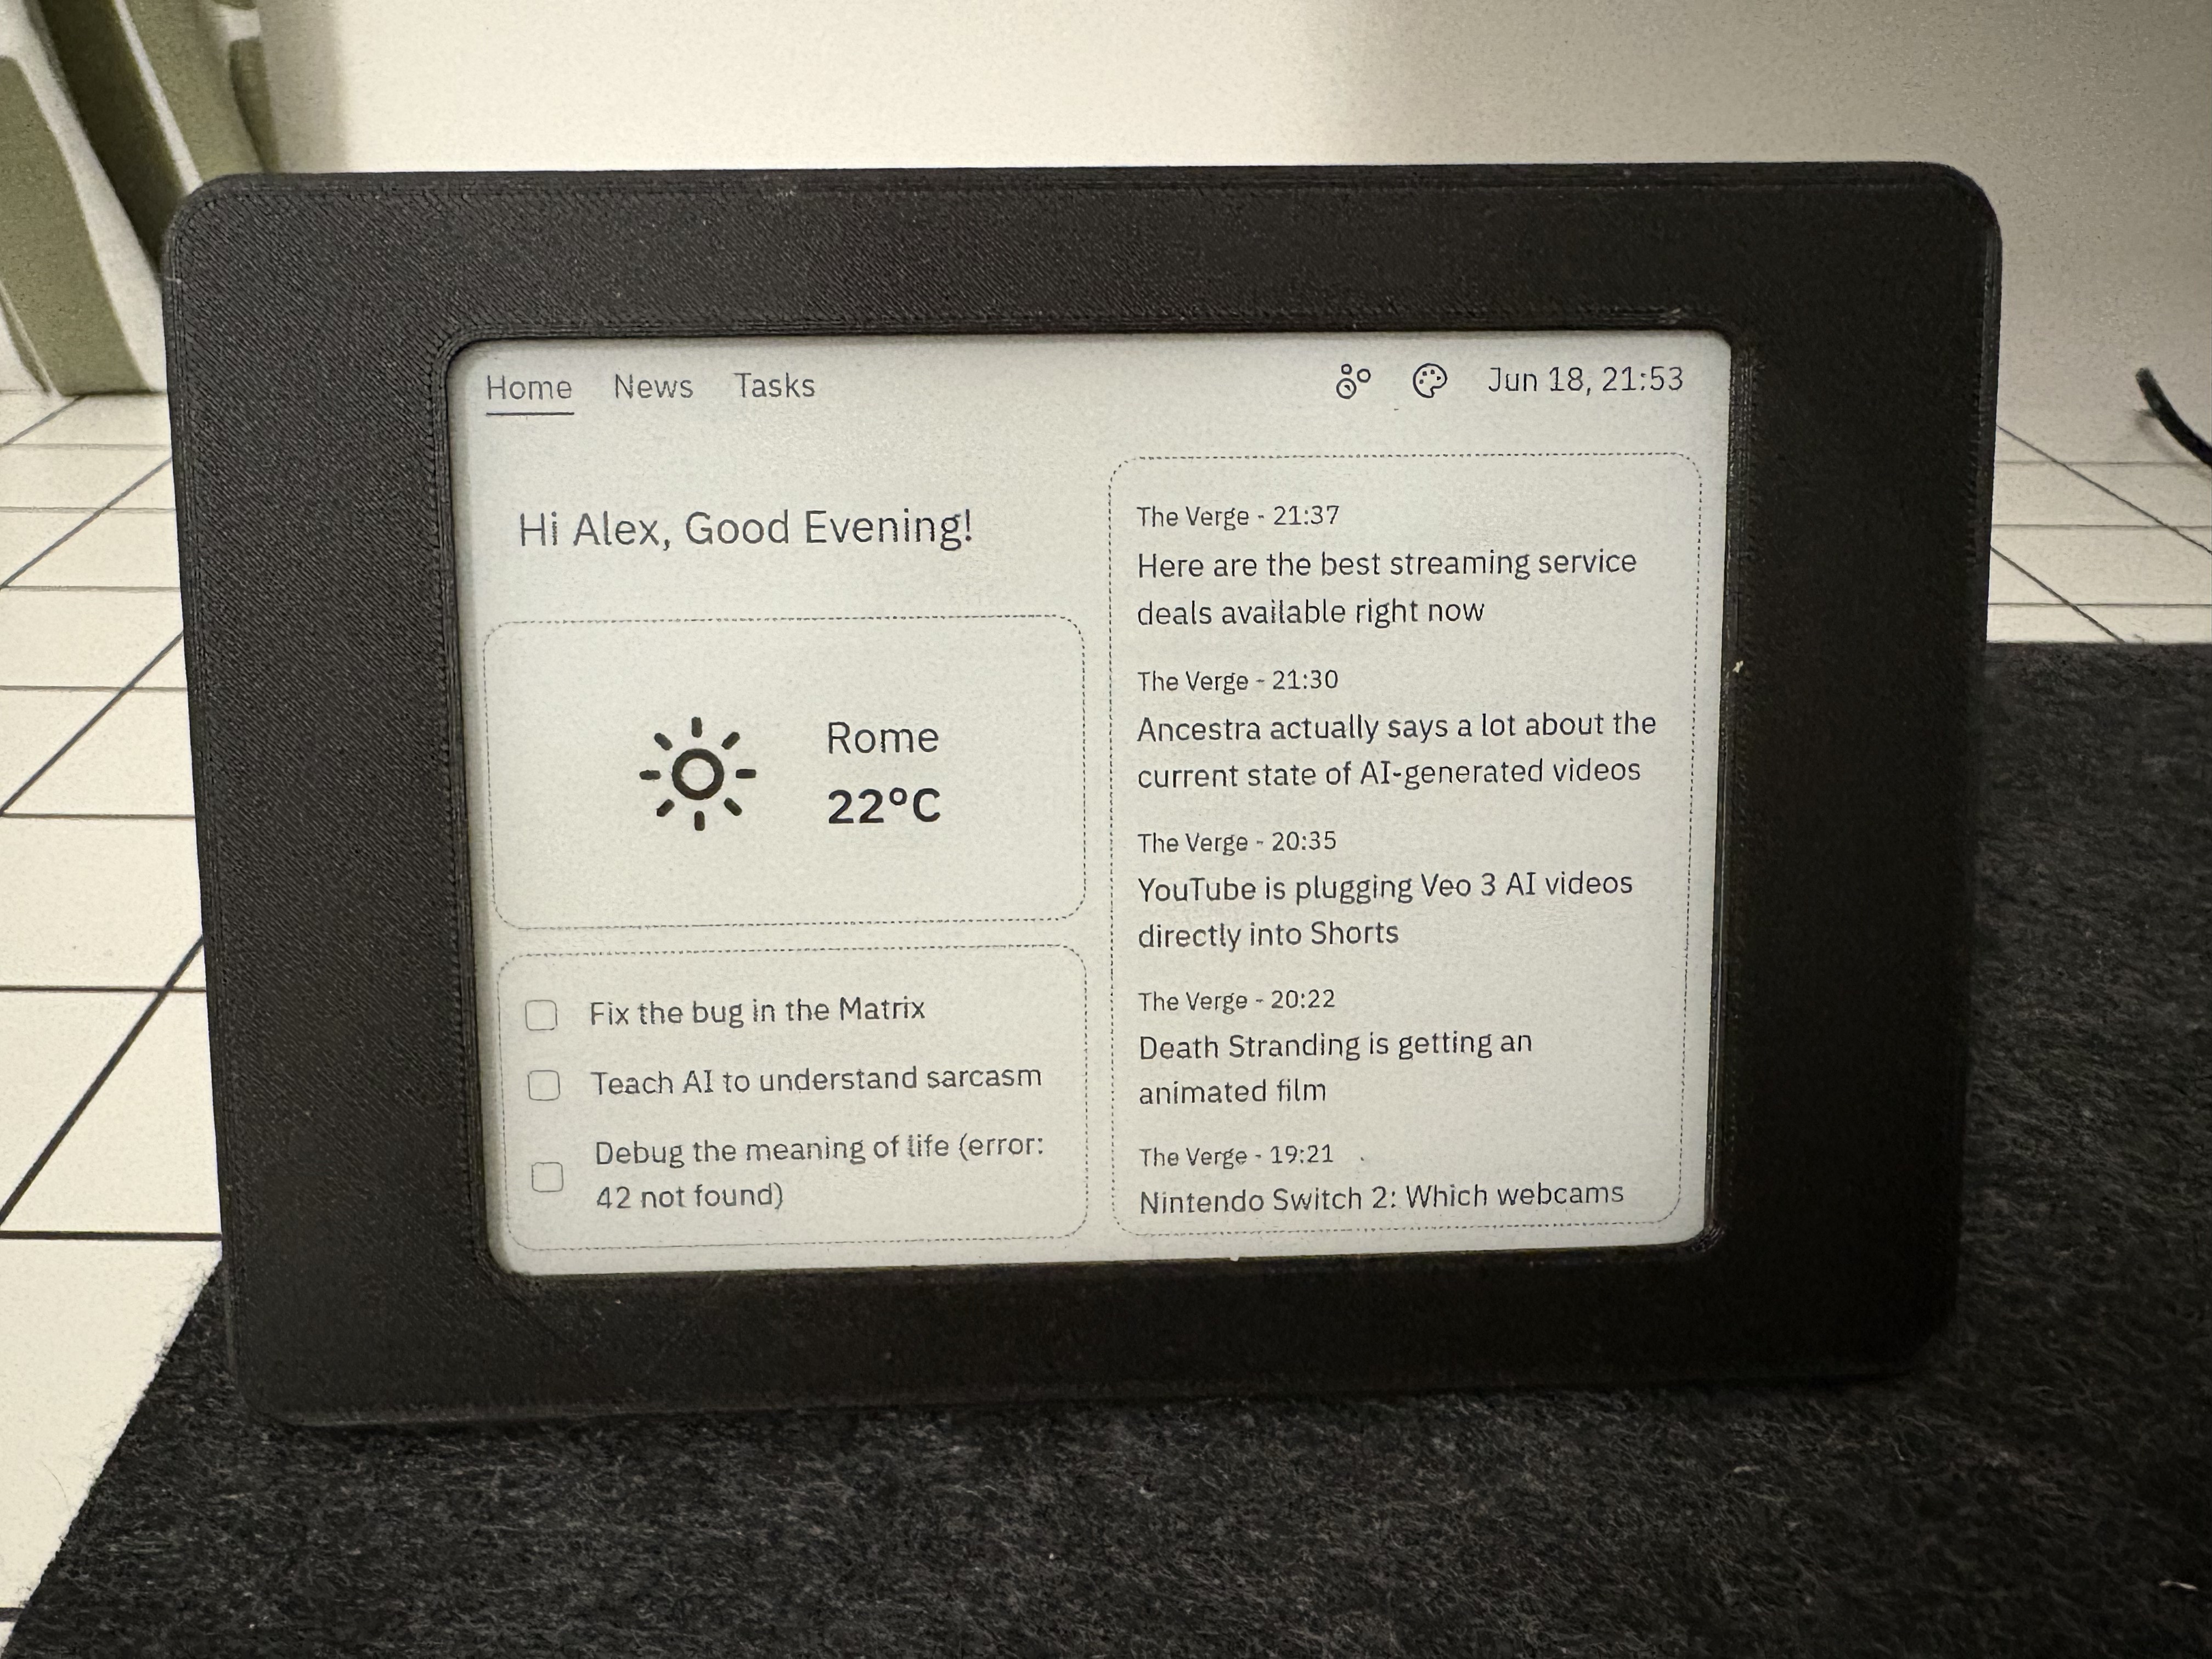 Home News Tasks
Jun 18, 21:53
Hi Alex, Good Evening!
Rome
22°C
Fix the bug in the Matrix
Teach AI to understand sarcasm
Debug the meaning of life (error:
42 not found)
The Verge - 21:37
Here are the best streaming service
deals available right now
The Verge - 21:30
Ancestra actually says a lot about the
current state of AI-generated videos
The Verge - 20:35
YouTube is plugging Veo 3 AI videos
directly into Shorts
The Verge - 20:22
Death Stranding is getting an
animated film
The Verge - 19:21
Nintendo Switch 2: Which webcams